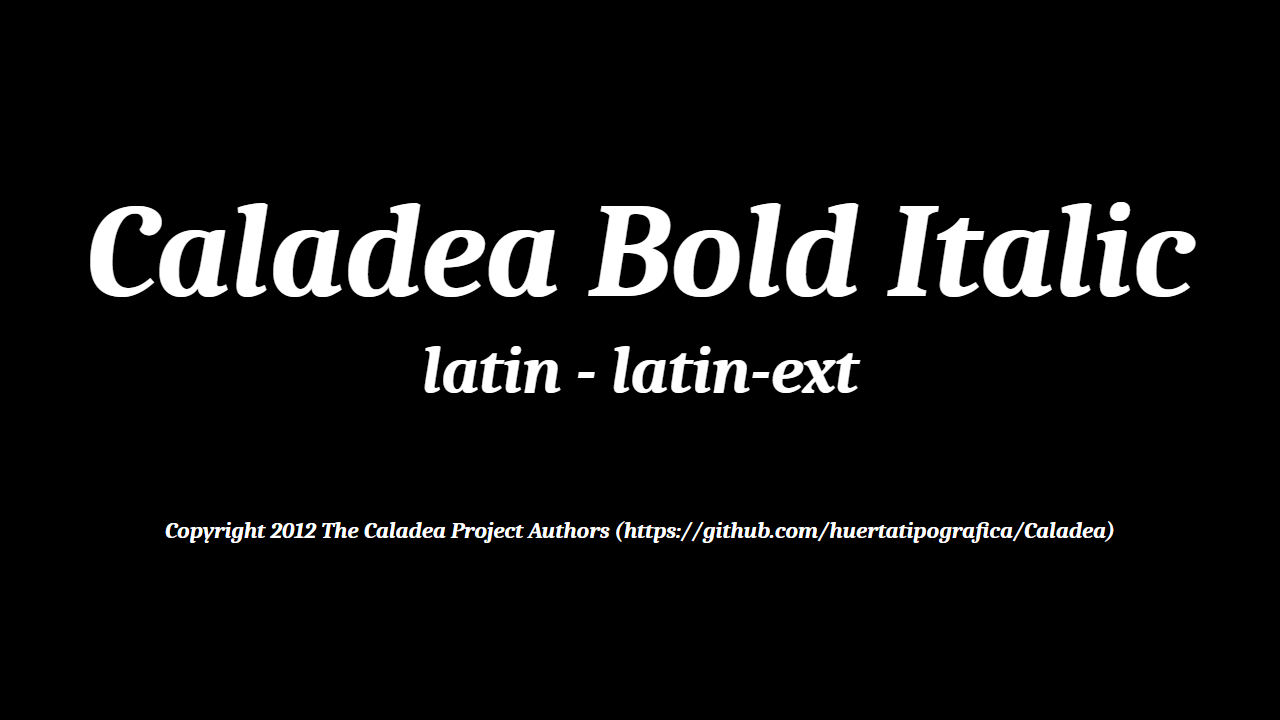 Caladea Bold Italic
latin - latin-ext
Copyright 2012 The Caladea Project Authors (https://github.com/huertatipografica/Caladea)